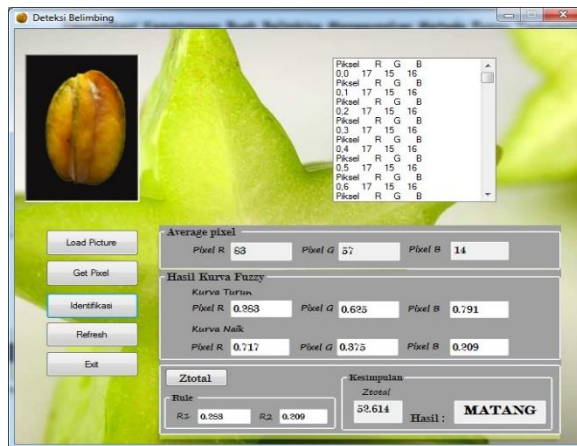 Deteksi Belimbing
Piksel R G B
0.0 17 15 16
Piksel R G B
0.1 17 15 16
Piksel R G B
0.2 17 15 16
Piksel R G B
0.3 17 15 16
Piksel R G B
0.4 17 15 16
Piksel R G B
0.5 17 15 16
Piksel R G B
0.6 17 15 16
Load Picture
Get Pixel
Identifikasi
Refresh
Exit
Average pixel
Pixel R 83 Pixel G 57 Pixel B 14
Hasil Kurva Fuzzy
Kurva Turun
Pixel R 0.283 Pixel G 0.625 Pixel B 0.791
Kurva Naik
Pixel R 0.717 Pixel G 0.375 Pixel B 0.209
Ztotal
Rule
R1 0.283 R2 0.209
Kesimpulan
Ztotal
52.614 Hasil : MATANG